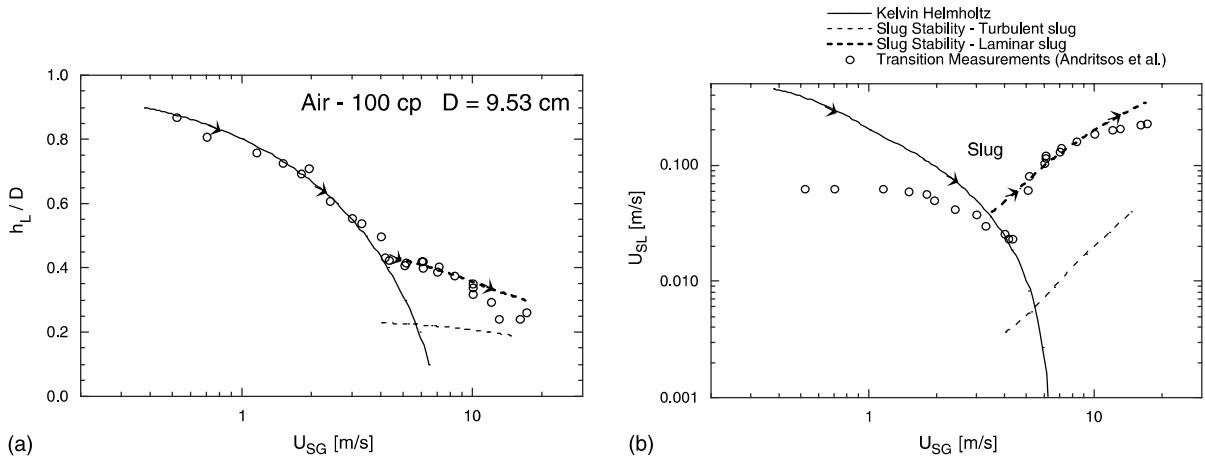 Kelvin Helmholtz
Slug Stability - Turbulent slug
Slug Stability - Laminar slug
Transition Measurements (Andritsos et al.)
1.0
0.8
0.6
0.4
0.2
0.0
h_L / D
Air - 100 cp D = 9.53 cm
1
10
U_SG [m/s]
(a)
0.100
0.010
0.001
U_SL [m/s]
Slug
1
10
U_SG [m/s]
(b)